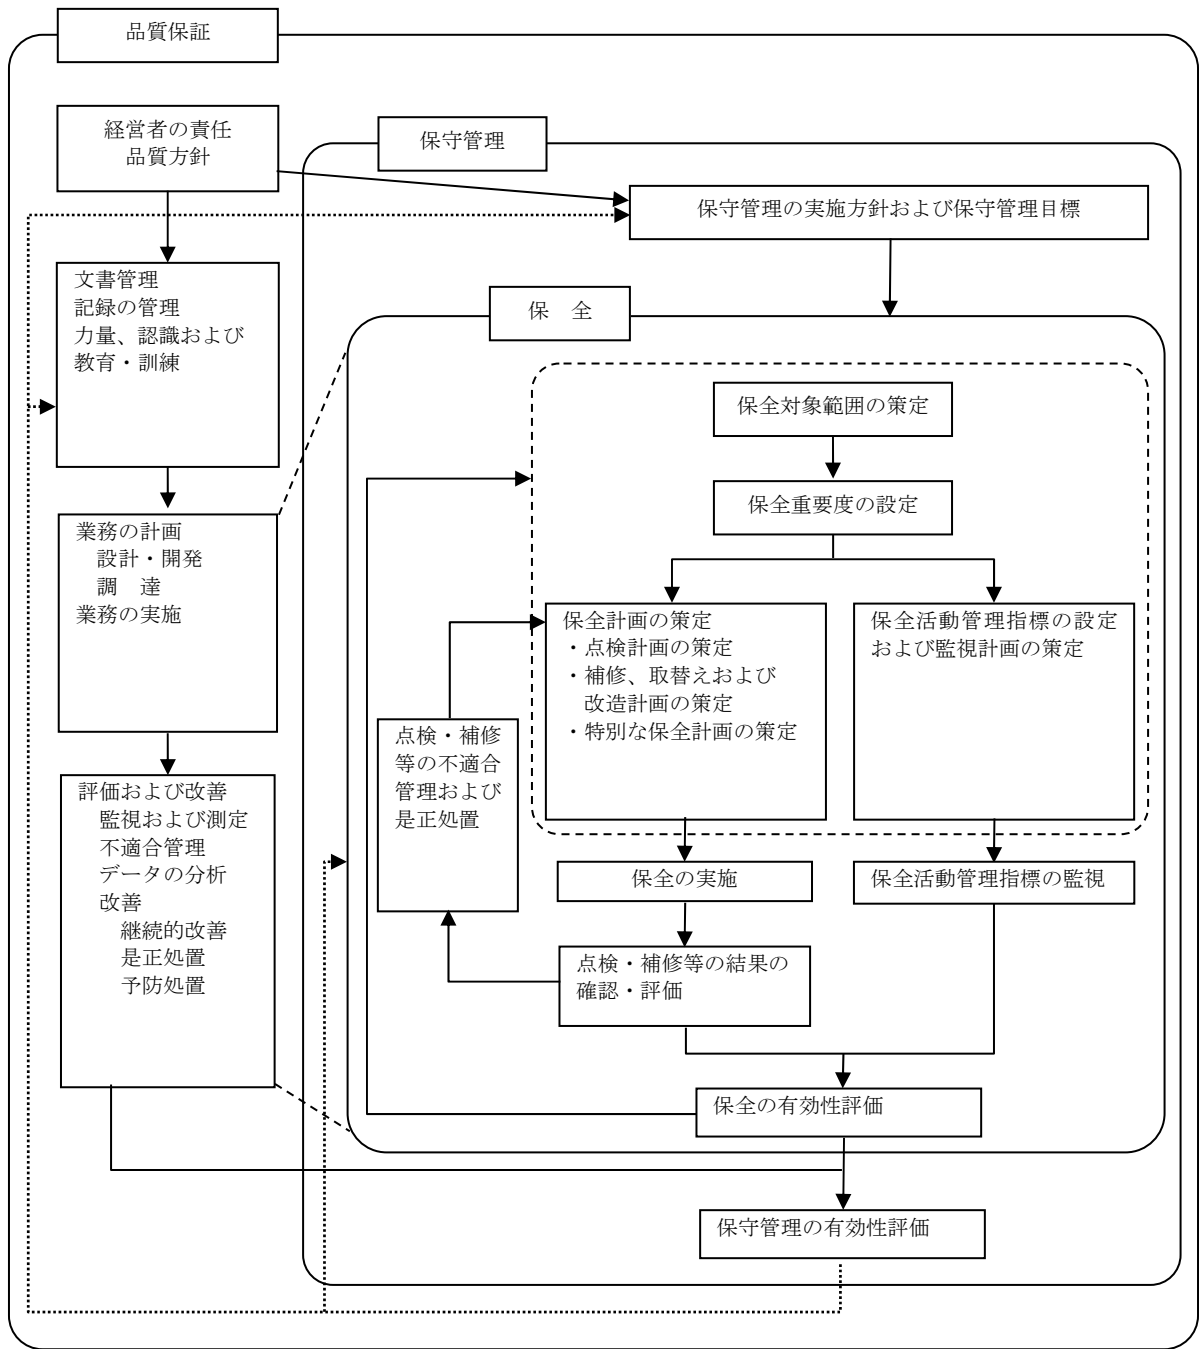 品質保証
経営者の責任
品質方針
保守管理
保守管理の実施方針および保守管理目標
文書管理
記録の管理
力量、認識および
教育・訓練
保　全
保全対象範囲の策定
保全重要度の設定
業務の計画
設計・開発
調　達
業務の実施
保全計画の策定
・点検計画の策定
・補修、取替えおよび
改造計画の策定
・特別な保全計画の策定
保全活動管理指標の設定
および監視計画の策定
点検・補修
等の不適合
管理および
是正処置
評価および改善
監視および測定
不適合管理
データの分析
改善
継続的改善
是正処置
予防処置
保全の実施
保全活動管理指標の監視
点検・補修等の結果の
確認・評価
保全の有効性評価
保守管理の有効性評価